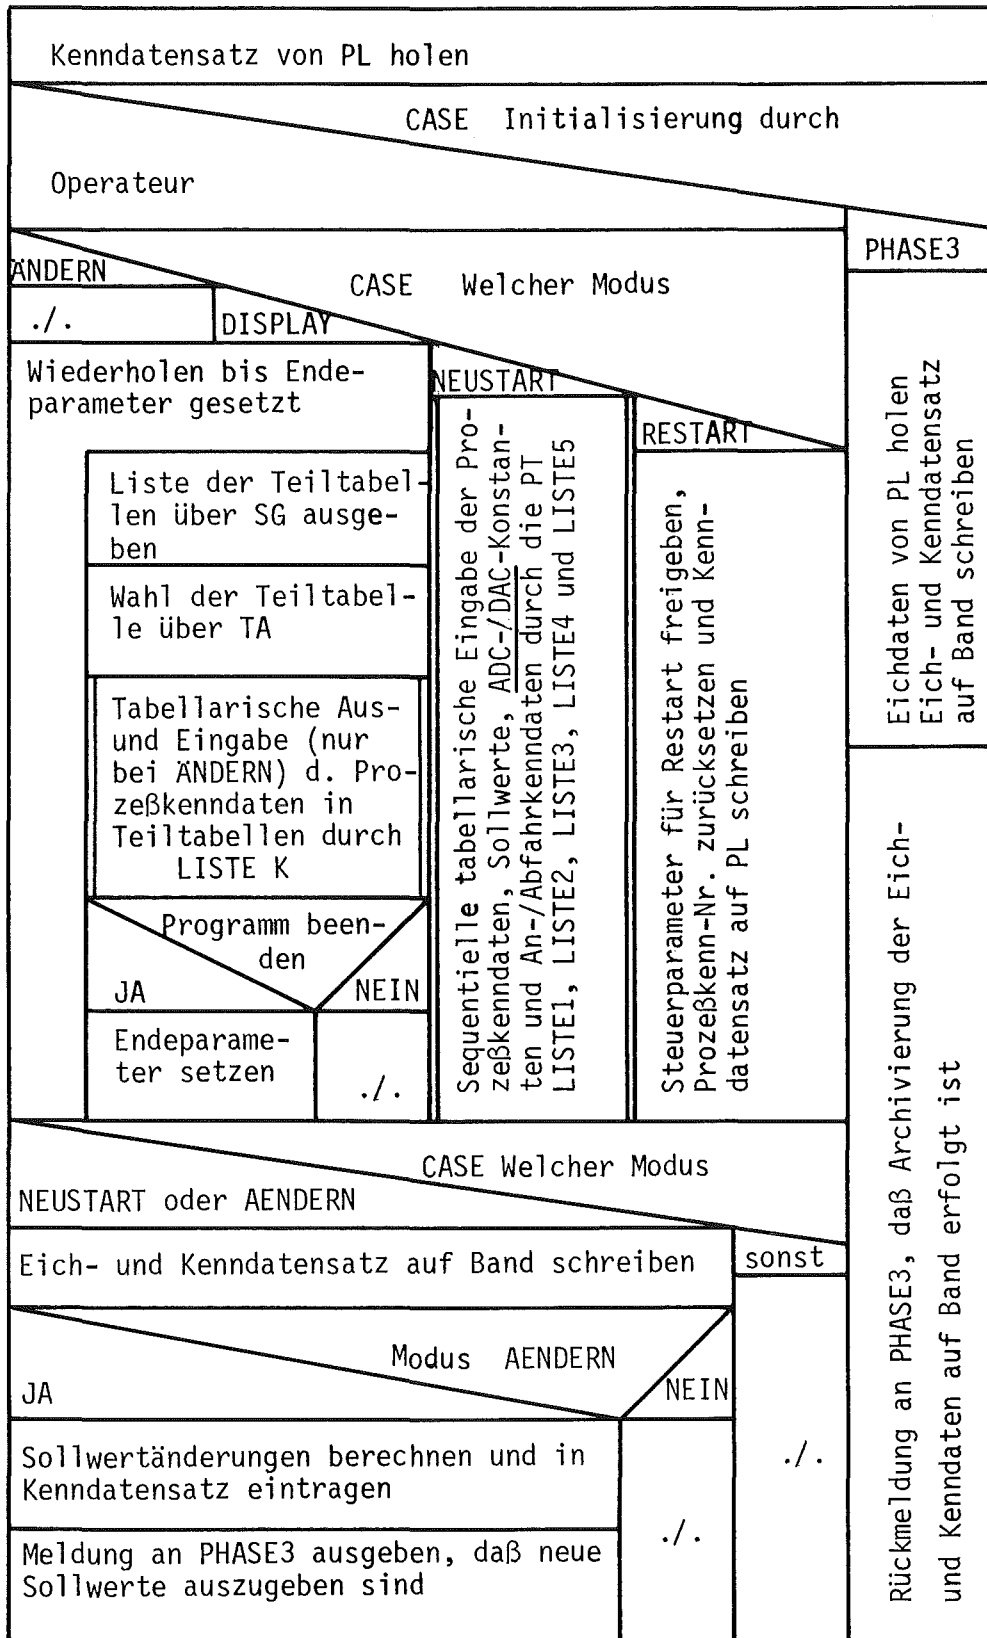 Kenndatensatz von PL holen
CASE Initialisierung durch
Operateur
PHASE3
ÄNDERN
CASE Welcher Modus
./.
DISPLAY
Wiederholen bis Ende-
parameter gesetzt
NEUSTART
RESTART
Liste der Teiltabel-
len über SG ausge-
ben
Wahl der Teiltabel-
le über TA
Tabellarische Aus-
und Eingabe (nur
bei ÄNDERN) d. Pro-
zeßkenndaten in
Teiltabellen durch
LISTE K
Programm been-
den
JA
NEIN
Endeparame-
ter setzen
./.
Sequentielle tabellarische Eingabe der Pro-
zeßkenndaten, Sollwerte, ADC-/DAC-Konstan-
ten und An-/Abfahrkenndaten durch die PT
LISTE1, LISTE2, LISTE3, LISTE4 und LISTE5
Steuerparameter für Restart freigeben,
Prozeßkenn-Nr. zurücksetzen und Kenn-
datensatz auf PL schreiben
Eichdaten von PL holen
Eich- und Kenndatensatz
auf Band schreiben
Rückmeldung an PHASE3, daß Archivierung der Eich-
und Kenndaten auf Band erfolgt ist
CASE Welcher Modus
NEUSTART oder AENDERN
sonst
Eich- und Kenndatensatz auf Band schreiben
Modus AENDERN
JA
NEIN
Sollwertänderungen berechnen und in
Kenndatensatz eintragen
./.
./.
Meldung an PHASE3 ausgeben, daß neue
Sollwerte auszugeben sind